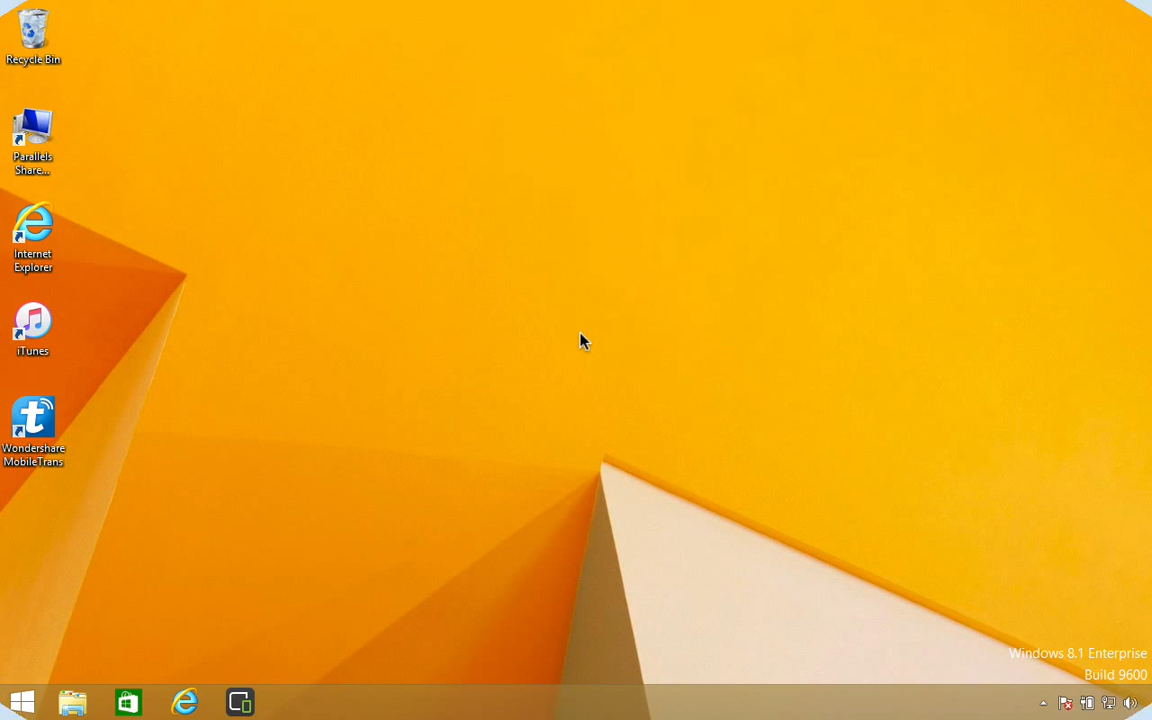 Recycle Bin
Parallels
Share...
Internet
Explorer
iTunes
Wondershare
MobileTrans
Windows 8.1 Enterprise
Build 9600